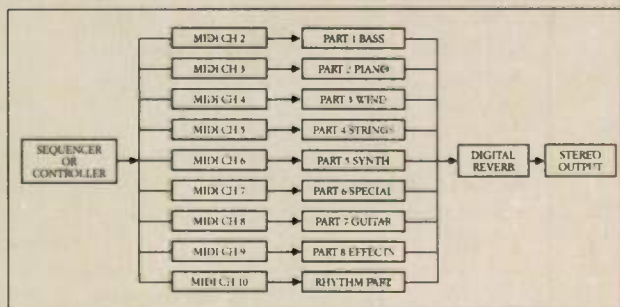 MIDI CH 2
PART 1 BASS
MIDI CH 3
PART 2 PIANO
MIDI CH 4
PART 3 WIND
MIDI CH 5
PART 4 STRINGS
SEQUENCER
OR
CONTROLLER
MIDI CH 6
PART 5 SYNTH
DIGITAL
REVERB
STEREO
OUTPUT
MIDI CH 7
PART 6 SPECIAL
MIDI CH 8
PART 7 GUITAR
MIDI CH 9
PART 8 EFFECTS
MIDI CH 10
RHYTHM PART